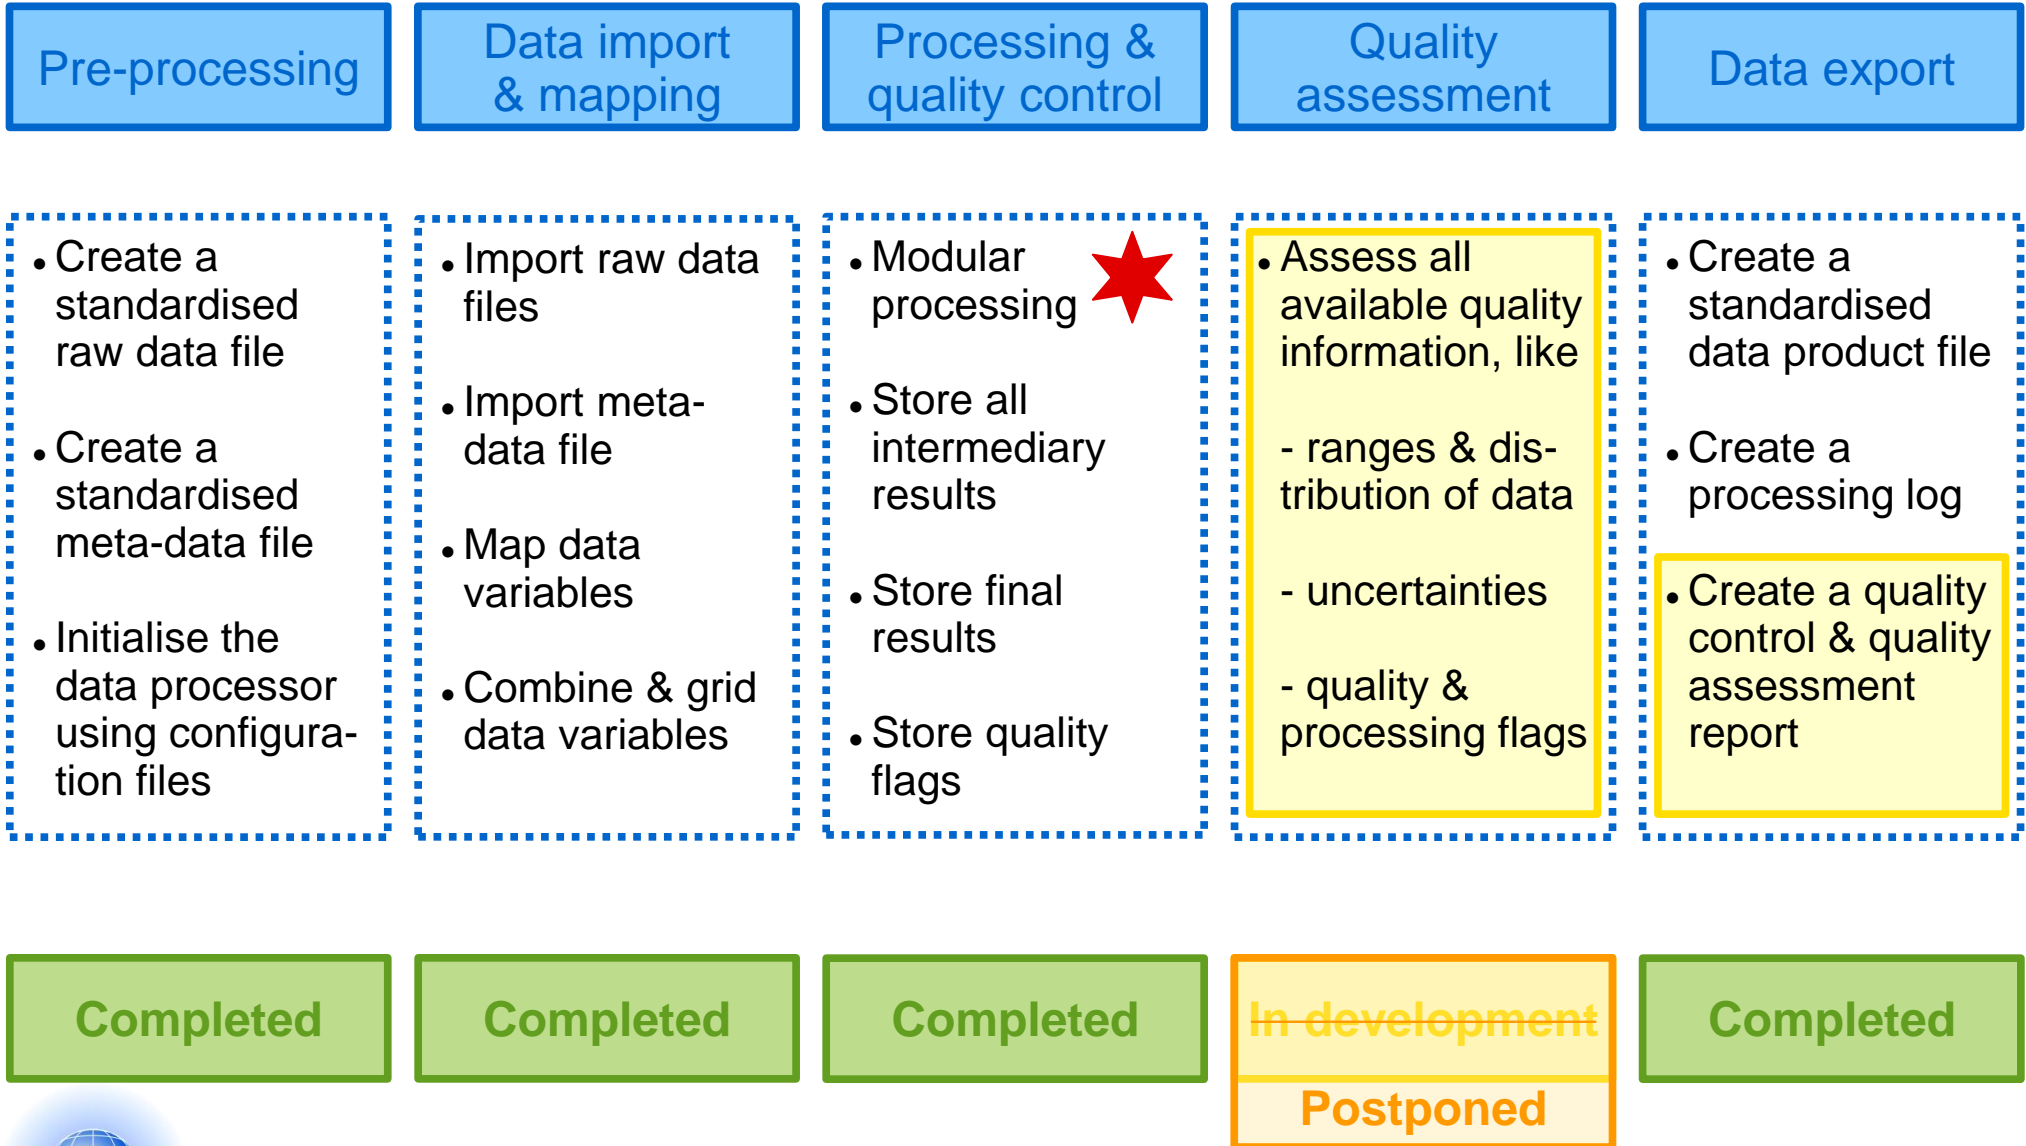 Pre-processing
Data import
& mapping
Processing &
quality control
Quality
assessment
Data export
• Create a
standardised
raw data file
• Create a
standardised
meta-data file
• Initialise the
data processor
using configura-
tion files
• Import raw data
files
• Import meta-
data file
• Map data
variables
• Combine & grid
data variables
• Modular
processing
• Store all
intermediary
results
• Store final
results
• Store quality
flags
• Assess all
available quality
information, like
- ranges & dis-
tribution of data
- uncertainties
- quality &
processing flags
• Create a
standardised
data product file
• Create a
processing log
• Create a quality
control & quality
assessment
report
Completed
Completed
Completed
In development
Postponed
Completed